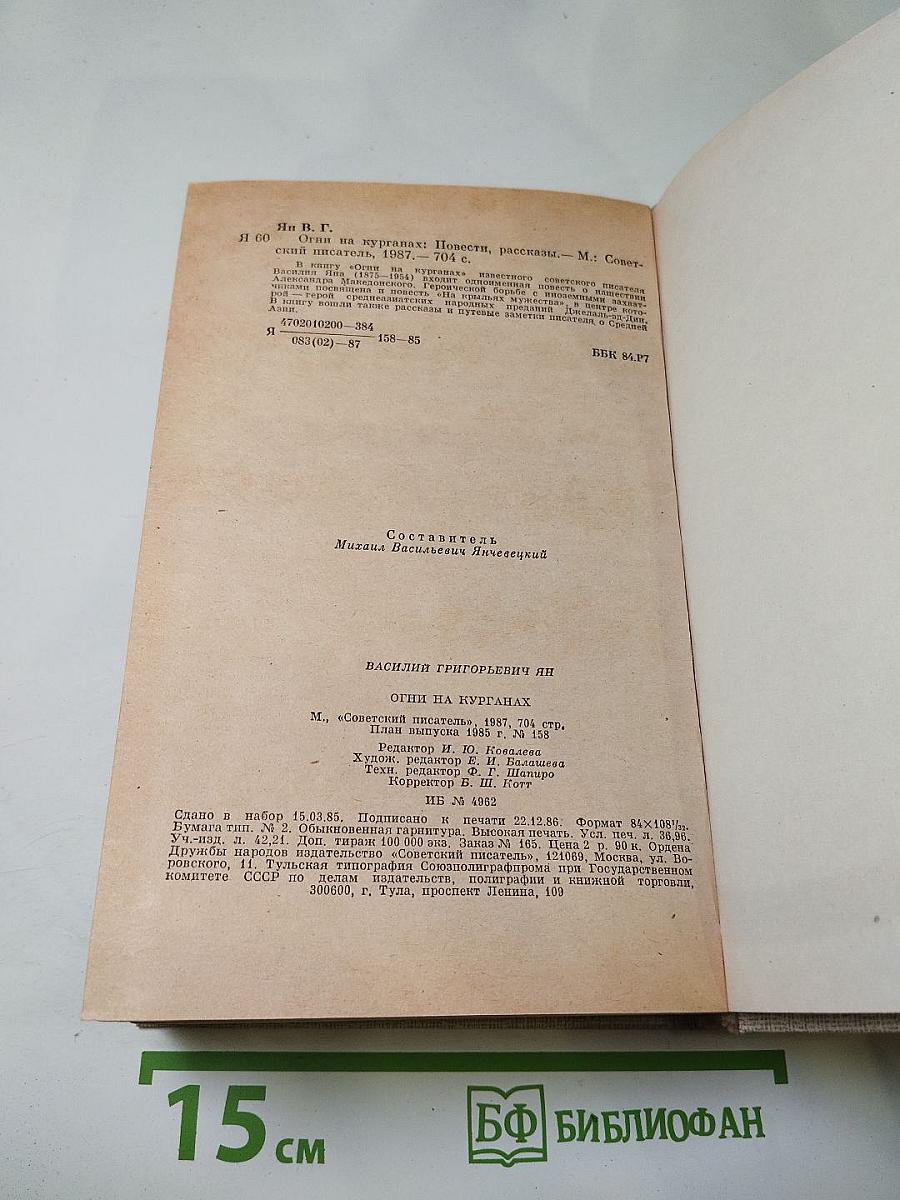 Ян В. Г.
Я 60 Огни на курганах: Повести, рассказы.— М.: Совет-
ский писатель, 1987.— 704 с.
В книгу «Огни на курганах» известного советского писателя
Василия Яна (1875—1954) входит одноименная повесть о нашествии
Александра Македонского. Героической борьбе с иноземными захват-
чиками посвящена и повесть «На крыльях мужества», в центре кото-
рой — герой среднеазиатских народных преданий Джелаль-эд-Дин.
В книгу вошли также рассказы и путевые заметки писателя о Средней
Азии.
Я 4702010200—384
083(02)—87 158—85
ББК 84.Р7
Составитель
Михаил Васильевич Янчевецкий
ВАСИЛИЙ ГРИГОРЬЕВИЧ ЯН
ОГНИ НА КУРГАНАХ
М., «Советский писатель», 1987, 704 стр.
План выпуска 1985 г. № 158
Редактор И. Ю. Ковалева
Худож. редактор Е. И. Балашева
Техн. редактор Ф. Г. Шапиро
Корректор Б. Ш. Котт
ИБ № 4962
Сдано в набор 15.03.85. Подписано к печати 22.12.86. Формат 84×108¹/₃₂.
Бумага тип. № 2. Обыкновенная гарнитура. Высокая печать. Усл. печ. л. 36,96.
Уч.-изд. л. 42,21. Доп. тираж 100 000 экз. Заказ № 165. Цена 2 р. 90 к. Ордена
Дружбы народов издательство «Советский писатель», 121069, Москва, ул. Во-
ровского, 11. Тульская типография Союзполиграфпрома при Государственном
комитете СССР по делам издательств, полиграфии и книжной торговли,
300600, г. Тула, проспект Ленина, 109
15 см
БФ БИБЛИОФАН